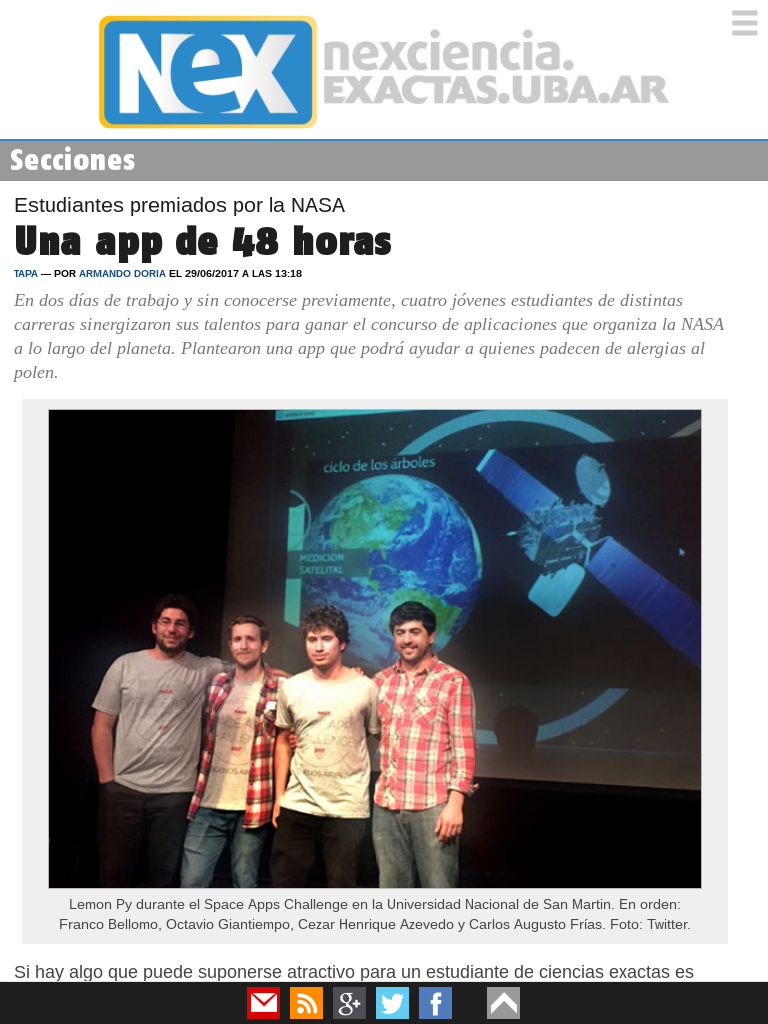 Nex nexciencia.
EXACTAS.UBA.AR
Secciones
Estudiantes premiados por la NASA
Una app de 48 horas
TAPA — POR ARMANDO DORIA EL 29/06/2017 A LAS 13:18
En dos días de trabajo y sin conocerse previamente, cuatro jóvenes estudiantes de distintas
carreras sinergizaron sus talentos para ganar el concurso de aplicaciones que organiza la NASA
a lo largo del planeta. Plantearon una app que podrá ayudar a quienes padecen de alergias al
polen.
ciclo de los árboles
MEDICIÓN
SATELITAL
Lemon Py durante el Space Apps Challenge en la Universidad Nacional de San Martin. En orden:
Franco Bellomo, Octavio Giantiempo, Cezar Henrique Azevedo y Carlos Augusto Frías. Foto: Twitter.
Si hay algo que puede suponerse atractivo para un estudiante de ciencias exactas es